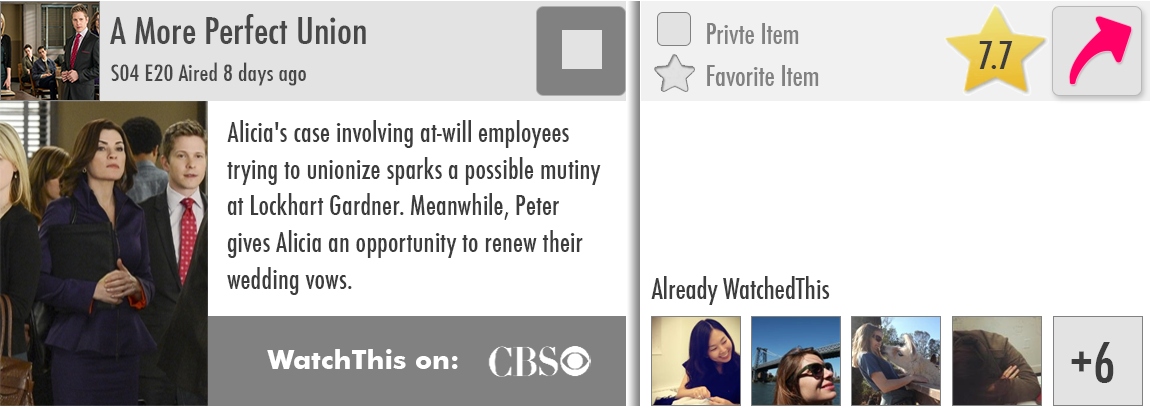 A More Perfect Union
S04 E20 Aired 8 days ago
Alicia's case involving at-will employees
trying to unionize sparks a possible mutiny
at Lockhart Gardner. Meanwhile, Peter
gives Alicia an opportunity to renew their
wedding vows.
WatchThis on: CBS
Privte Item
Favorite Item
7.7
Already WatchedThis
+6